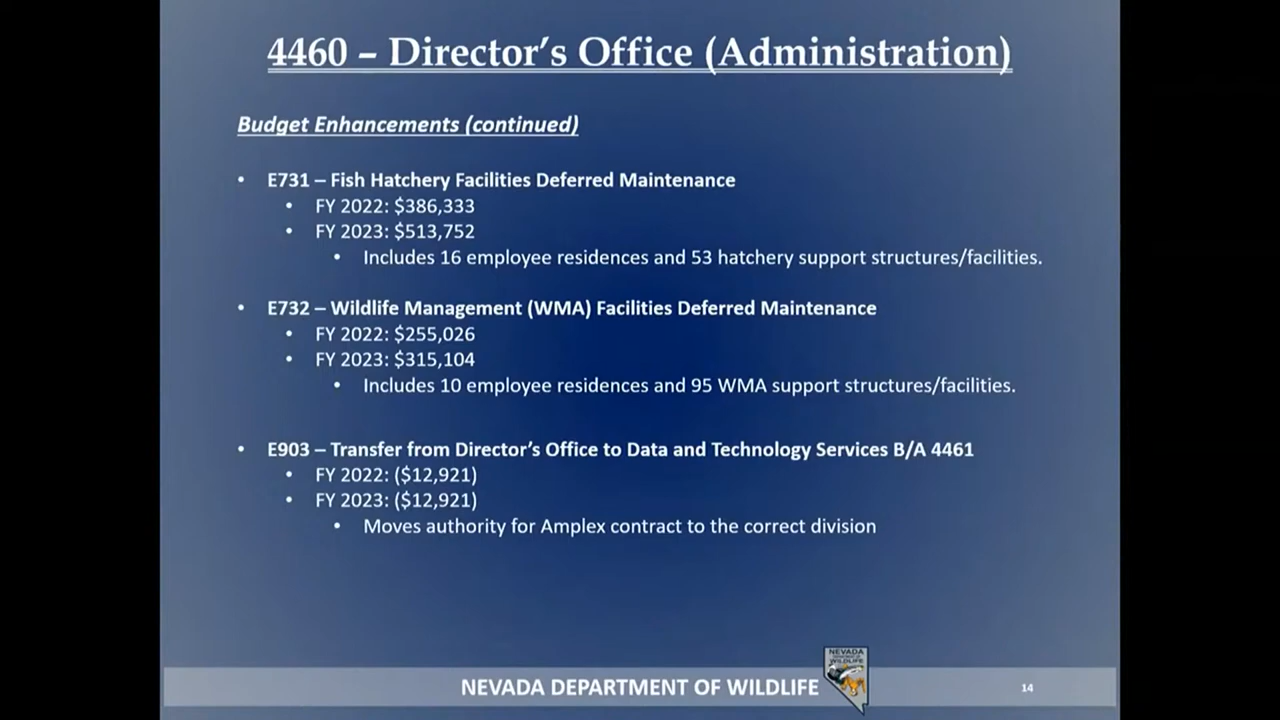 4460 – Director's Office (Administration)
Budget Enhancements (continued)
• E731 – Fish Hatchery Facilities Deferred Maintenance
• FY 2022: $386,333
• FY 2023: $513,752
• Includes 16 employee residences and 53 hatchery support structures/facilities.
• E732 – Wildlife Management (WMA) Facilities Deferred Maintenance
• FY 2022: $255,026
• FY 2023: $315,104
• Includes 10 employee residences and 95 WMA support structures/facilities.
• E903 – Transfer from Director's Office to Data and Technology Services B/A 4461
• FY 2022: ($12,921)
• FY 2023: ($12,921)
• Moves authority for Amplex contract to the correct division
NEVADA
DEPARTMENT OF
WILDLIFE
NEVADA DEPARTMENT OF WILDLIFE
14